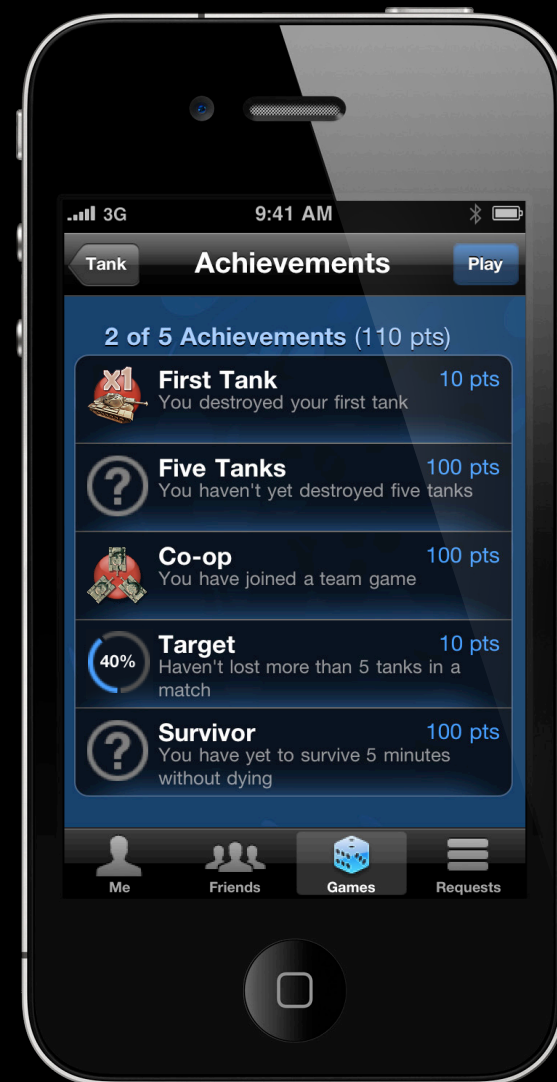 3G 9:41 AM
Tank Achievements Play
2 of 5 Achievements (110 pts)
X1 First Tank 10 pts
You destroyed your first tank
? Five Tanks 100 pts
You haven't yet destroyed five tanks
Co-op 100 pts
You have joined a team game
40% Target 10 pts
Haven't lost more than 5 tanks in a
match
? Survivor 100 pts
You have yet to survive 5 minutes
without dying
Me Friends Games Requests